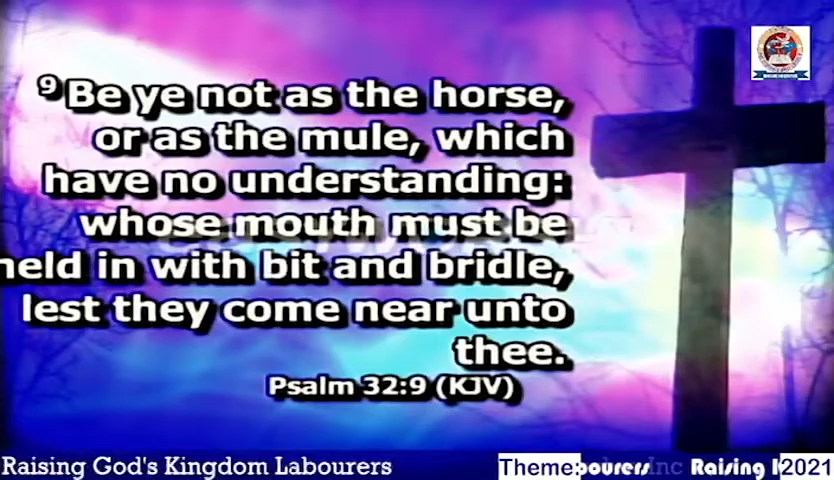 9 Be ye not as the horse,
or as the mule, which
have no understanding:
whose mouth must be
held in with bit and bridle,
lest they come near unto
thee.
Psalm 32:9 (KJV)
Raising God's Kingdom Labourers
Theme bourers Inc Raising 2021